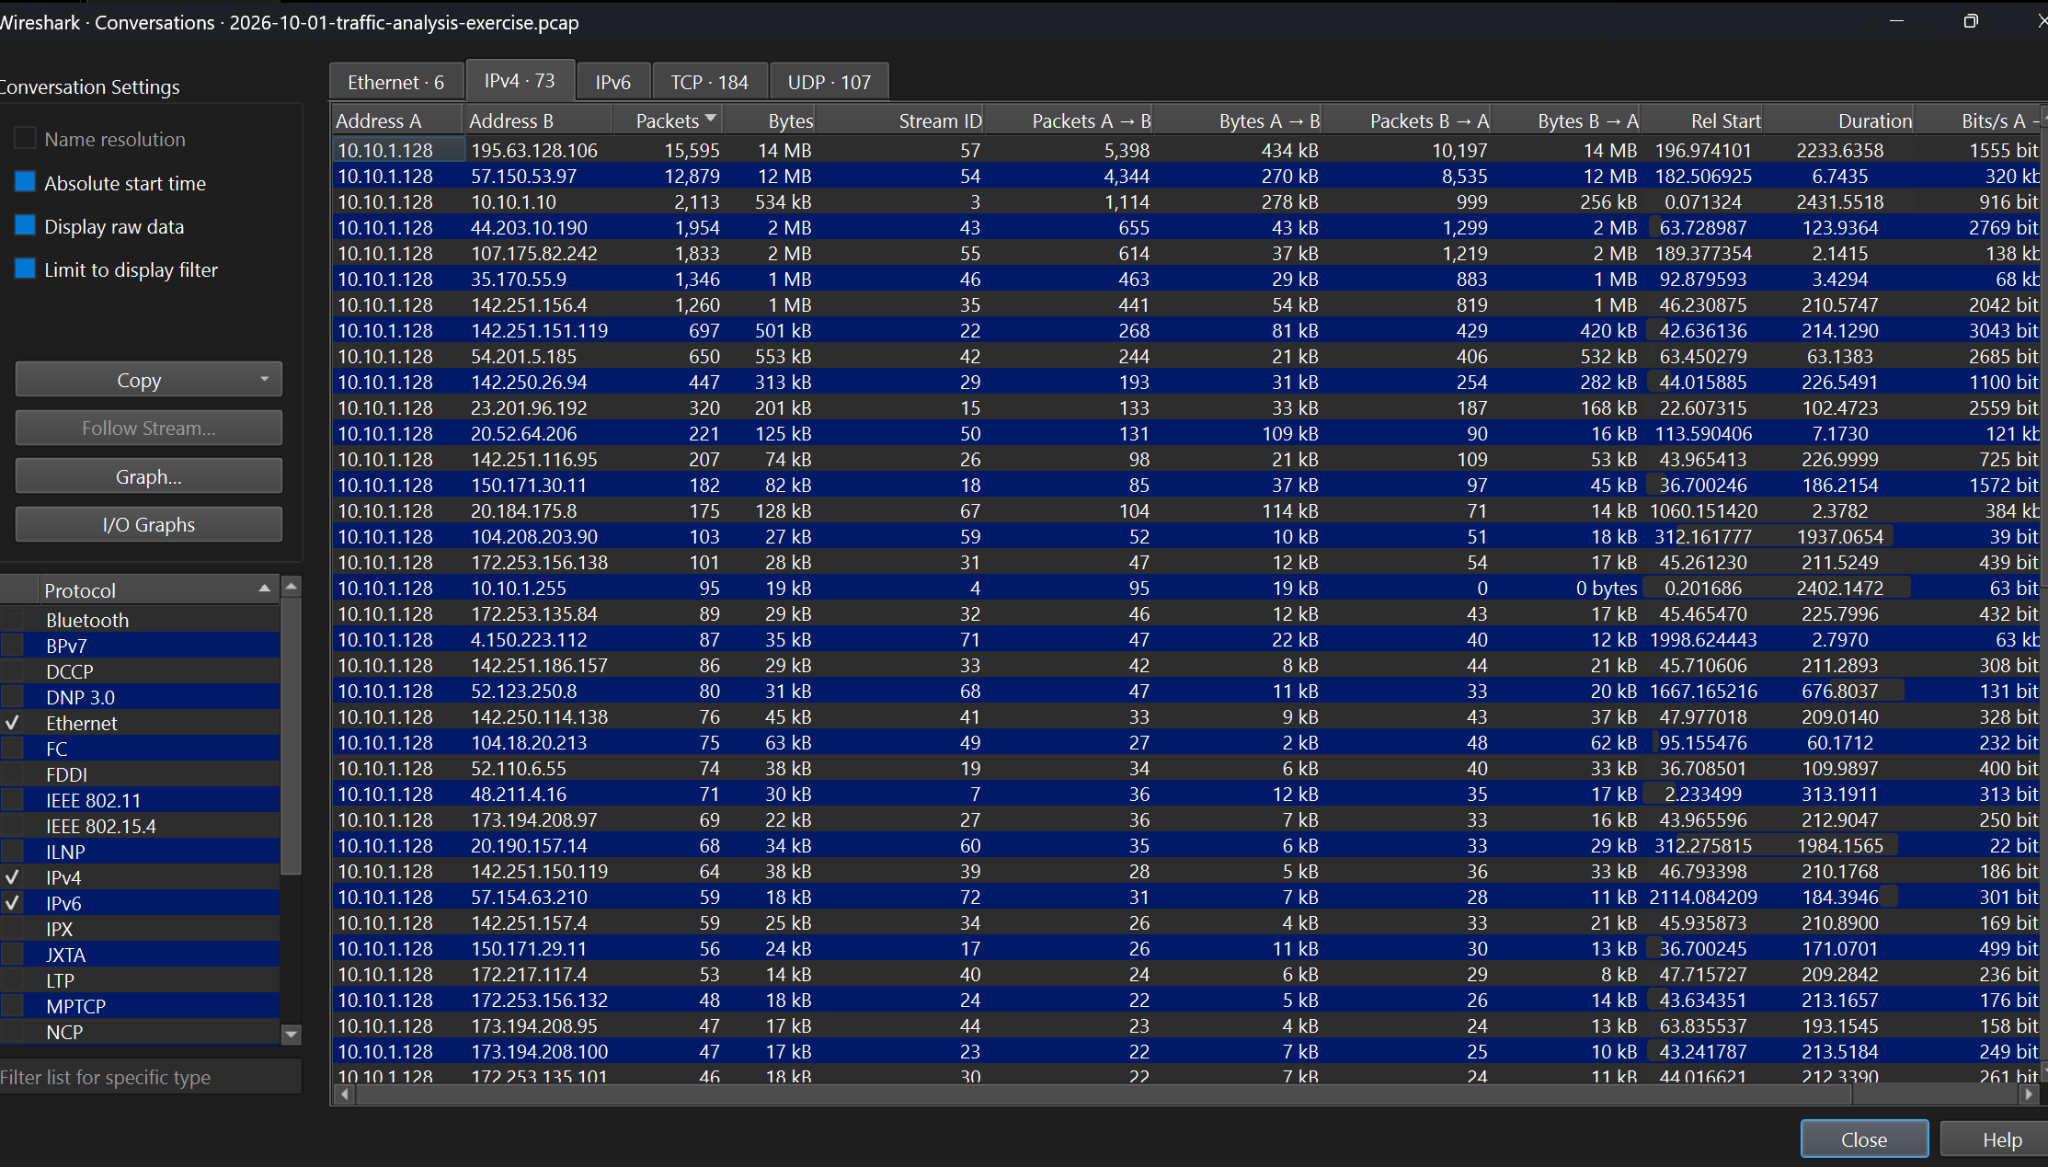 Wireshark · Conversations · 2026-10-01-traffic-analysis-exercise.pcap
Conversation Settings
Name resolution
Absolute start time
Display raw data
Limit to display filter
Copy
Follow Stream...
Graph...
I/O Graphs
Protocol
Bluetooth
BPv7
DCCP
DNP 3.0
Ethernet
FC
FDDI
IEEE 802.11
IEEE 802.15.4
ILNP
IPv4
IPv6
IPX
JXTA
LTP
MPTCP
NCP
Filter list for specific type
Ethernet · 6 IPv4 · 73 IPv6 TCP · 184 UDP · 107
Address A Address B Packets Bytes Stream ID Packets A → B Bytes A → B Packets B → A Bytes B → A Rel Start Duration Bits/s A
10.10.1.128 195.63.128.106 15,595 14 MB 57 5,398 434 kB 10,197 14 MB 196.974101 2233.6358 1555 bit
10.10.1.128 57.150.53.97 12,879 12 MB 54 4,344 270 kB 8,535 12 MB 182.506925 6.7435 320 kb
10.10.1.128 10.10.1.10 2,113 534 kB 3 1,114 278 kB 999 256 kB 0.071324 2431.5518 916 bit
10.10.1.128 44.203.10.190 1,954 2 MB 43 655 43 kB 1,299 2 MB 63.728987 123.9364 2769 bit
10.10.1.128 107.175.82.242 1,833 2 MB 55 614 37 kB 1,219 2 MB 189.377354 2.1415 138 kb
10.10.1.128 35.170.55.9 1,346 1 MB 46 463 29 kB 883 1 MB 92.879593 3.4294 68 kb
10.10.1.128 142.251.156.4 1,260 1 MB 35 441 54 kB 819 1 MB 46.230875 210.5747 2042 bit
10.10.1.128 142.251.151.119 697 501 kB 22 268 81 kB 429 420 kB 42.636136 214.1290 3043 bit
10.10.1.128 54.201.5.185 650 553 kB 42 244 21 kB 406 532 kB 63.450279 63.1383 2685 bit
10.10.1.128 142.250.26.94 447 313 kB 29 193 31 kB 254 282 kB 44.015885 226.5491 1100 bit
10.10.1.128 23.201.96.192 320 201 kB 15 133 33 kB 187 168 kB 22.607315 102.4723 2559 bit
10.10.1.128 20.52.64.206 221 125 kB 50 131 109 kB 90 16 kB 113.590406 7.1730 121 kb
10.10.1.128 142.251.116.95 207 74 kB 26 98 21 kB 109 53 kB 43.965413 226.9999 725 bit
10.10.1.128 150.171.30.11 182 82 kB 18 85 37 kB 97 45 kB 36.700246 186.2154 1572 bit
10.10.1.128 20.184.175.8 175 128 kB 67 104 114 kB 71 14 kB 1060.151420 2.3782 384 kb
10.10.1.128 104.208.203.90 103 27 kB 59 52 10 kB 51 18 kB 312.161777 1937.0654 39 bit
10.10.1.128 172.253.156.138 101 28 kB 31 47 12 kB 54 17 kB 45.261230 211.5249 439 bit
10.10.1.128 10.10.1.255 95 19 kB 4 95 19 kB 0 0 bytes 0.201686 2402.1472 63 bit
10.10.1.128 172.253.135.84 89 29 kB 32 46 12 kB 43 17 kB 45.465470 225.7996 432 bit
10.10.1.128 4.150.223.112 87 35 kB 71 47 22 kB 40 12 kB 1998.624443 2.7970 63 kb
10.10.1.128 142.251.186.157 86 29 kB 33 42 8 kB 44 21 kB 45.710606 211.2893 308 bit
10.10.1.128 52.123.250.8 80 31 kB 68 47 11 kB 33 20 kB 1667.165216 676.8037 131 bit
10.10.1.128 142.250.114.138 76 45 kB 41 33 9 kB 43 37 kB 47.977018 209.0140 328 bit
10.10.1.128 104.18.20.213 75 63 kB 49 27 2 kB 48 62 kB 95.155476 60.1712 232 bit
10.10.1.128 52.110.6.55 74 38 kB 19 34 6 kB 40 33 kB 36.708501 109.9897 400 bit
10.10.1.128 48.211.4.16 71 30 kB 7 36 12 kB 35 17 kB 2.233499 313.1911 313 bit
10.10.1.128 173.194.208.97 69 22 kB 27 36 7 kB 33 16 kB 43.965596 212.9047 250 bit
10.10.1.128 20.190.157.14 68 34 kB 60 35 6 kB 33 29 kB 312.275815 1984.1565 22 bit
10.10.1.128 142.251.150.119 64 38 kB 39 28 5 kB 36 33 kB 46.793398 210.1768 186 bit
10.10.1.128 57.154.63.210 59 18 kB 72 31 7 kB 28 11 kB 2114.084209 184.3946 301 bit
10.10.1.128 142.251.157.4 59 25 kB 34 26 4 kB 33 21 kB 45.935873 210.8900 169 bit
10.10.1.128 150.171.29.11 56 24 kB 17 26 11 kB 30 13 kB 36.700245 171.0701 499 bit
10.10.1.128 172.217.117.4 53 14 kB 40 24 6 kB 29 8 kB 47.715727 209.2842 236 bit
10.10.1.128 172.253.156.132 48 18 kB 24 22 5 kB 26 14 kB 43.634351 213.1657 176 bit
10.10.1.128 173.194.208.95 47 17 kB 44 23 4 kB 24 13 kB 63.835537 193.1545 158 bit
10.10.1.128 173.194.208.100 47 17 kB 23 22 7 kB 25 10 kB 43.241787 213.5184 249 bit
10.10.1.128 172.253.135.101 46 18 kB 30 22 7 kB 24 11 kB 44.016621 212.3390 261 bit
Close Help